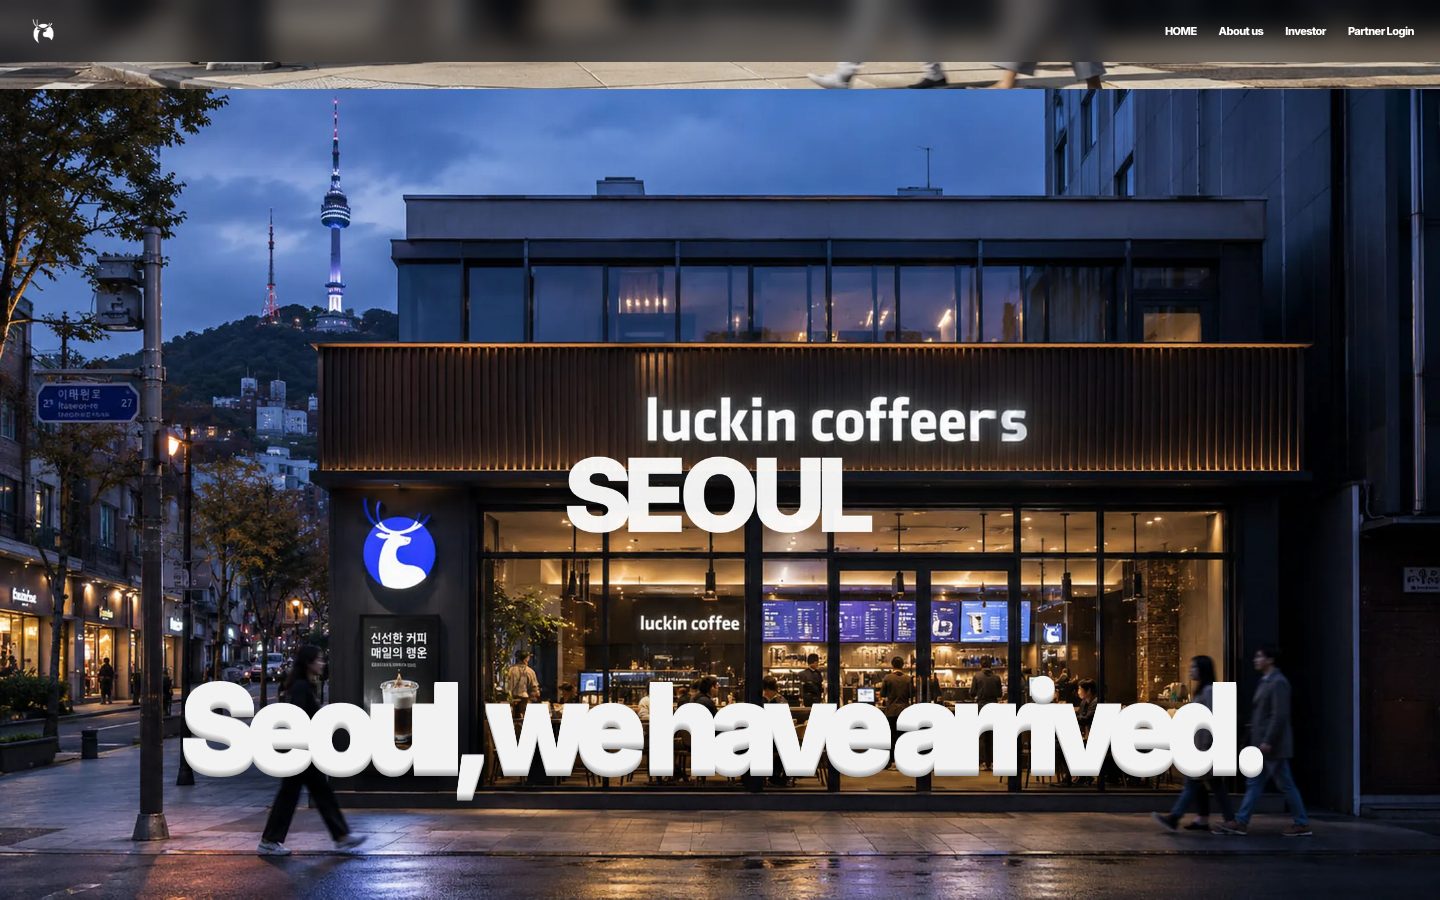 HOME About us Investor Partner Login
luckin coffeers
SEOUL
이태원로
27
luckin coffee
신선한 커피
매일의 행운
Seoul, we have arrived.